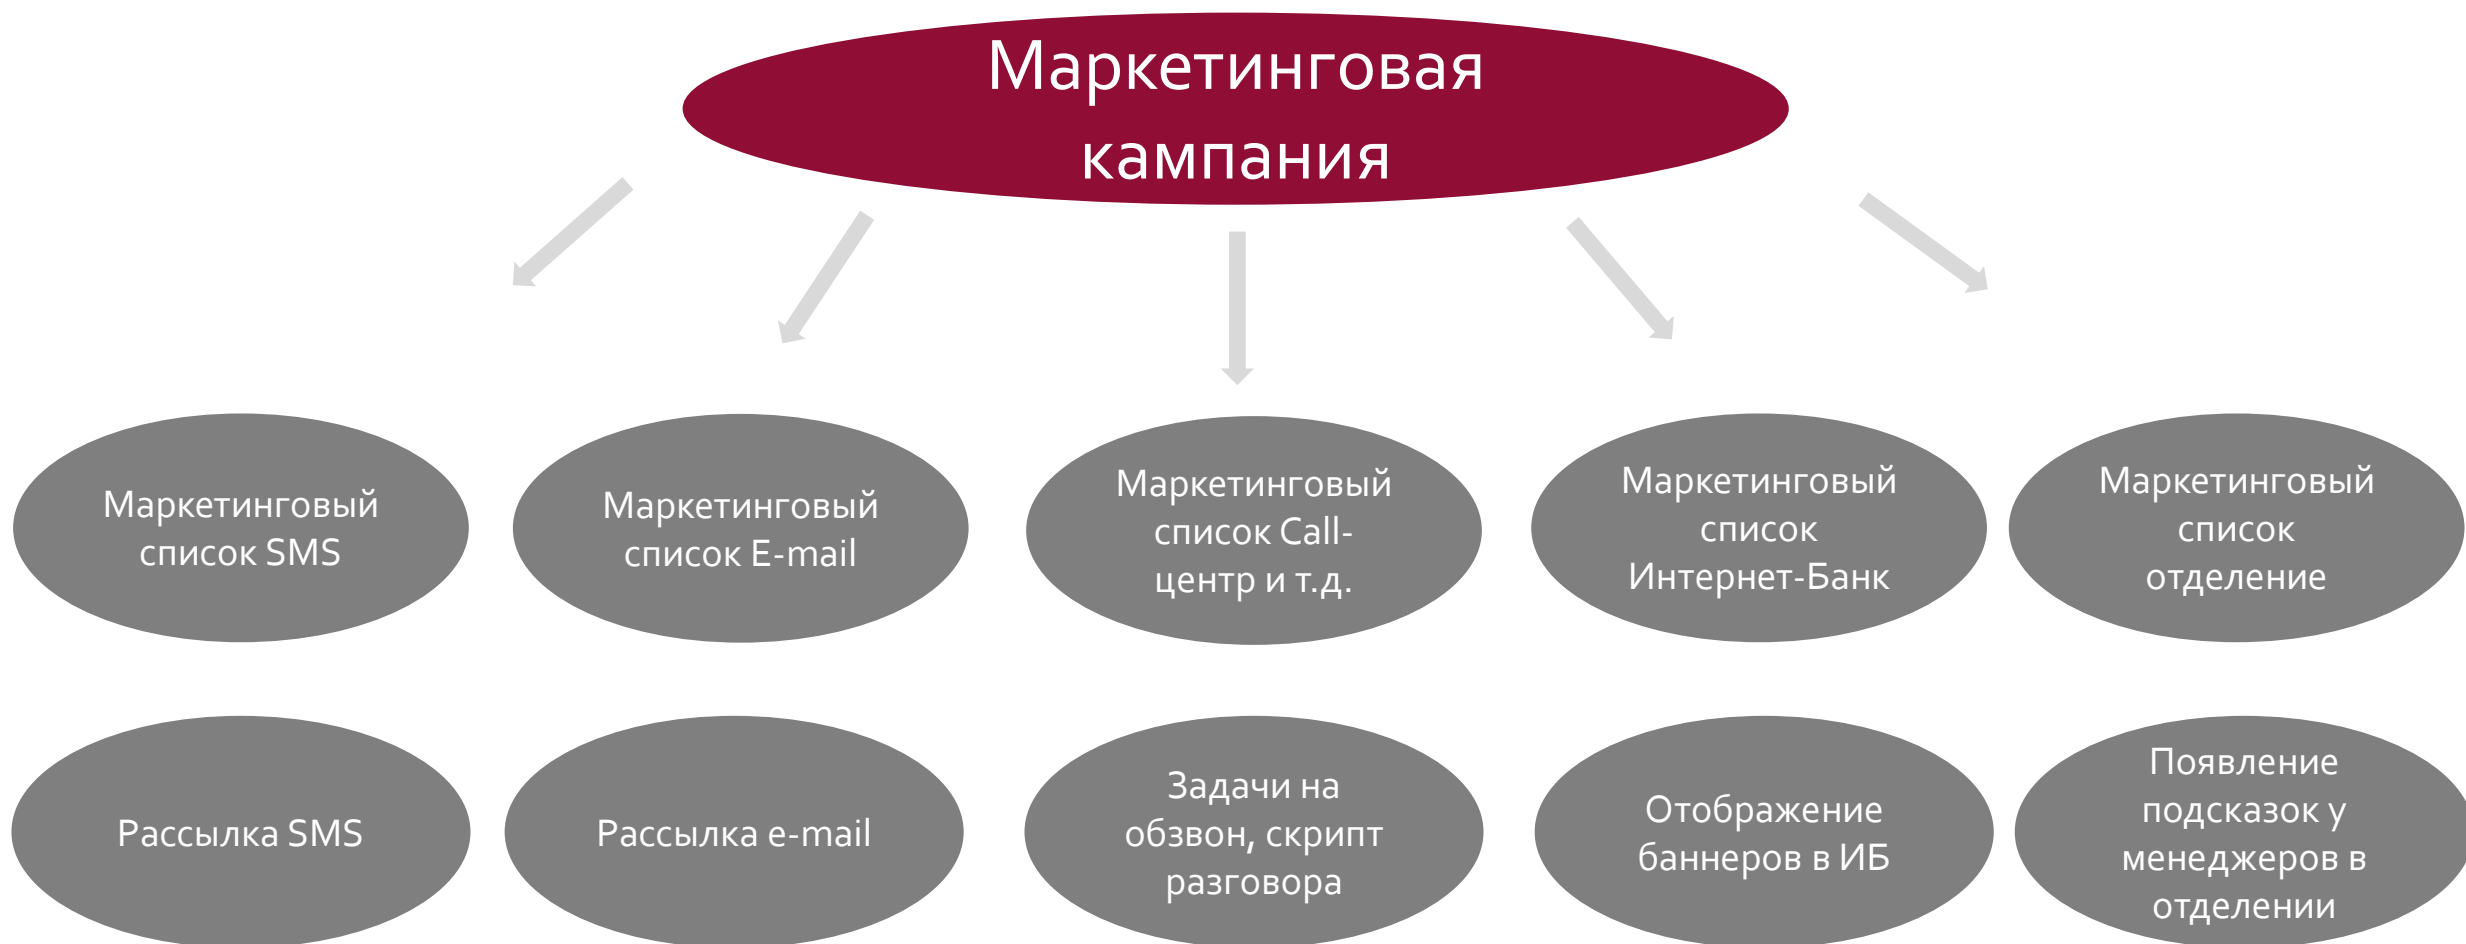 Маркетинговая
кампания
Маркетинговый
список SMS
Маркетинговый
список E-mail
Маркетинговый
список Call-
центр и т.д.
Маркетинговый
список
Интернет-Банк
Маркетинговый
список
отделение
Рассылка SMS
Рассылка e-mail
Задачи на
обзвон, скрипт
разговора
Отображение
баннеров в ИБ
Появление
подсказок у
менеджеров в
отделении